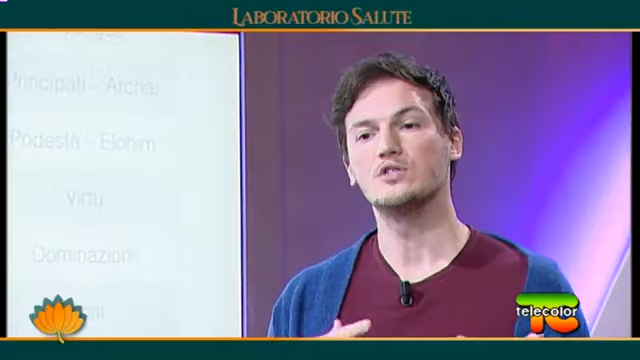 LABORATORIO SALUTE
Principati - Archai
Podestà - Elohim
Virtù
Dominazioni
telecolor